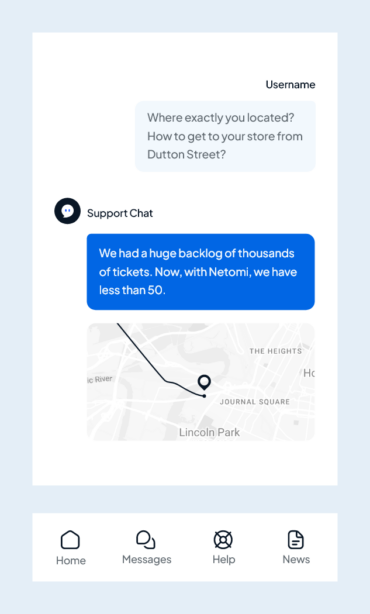 Username
Where exactly you located?
How to get to your store from
Dutton Street?
Support Chat
We had a huge backlog of thousands
of tickets. Now, with Netomi, we have
less than 50.
THE HEIGHTS
Ho
ic River
JOURNAL SQUARE
Lincoln Park
Home
Messages
Help
News